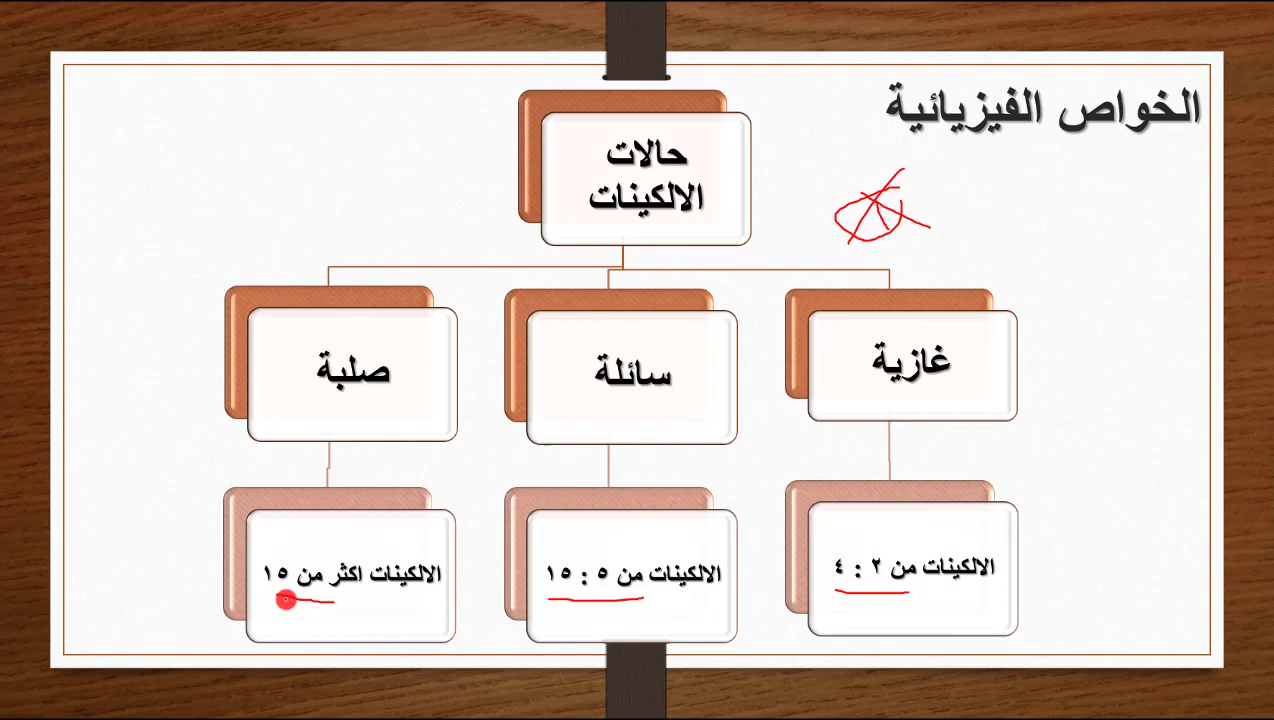 الخواص الفيزيائية
حالات
الالكينات
غازية
سائلة
صلبة
الالكينات من ٢ : ٤
الالكينات من ٥ : ١٥
الالكينات اكثر من ١٥